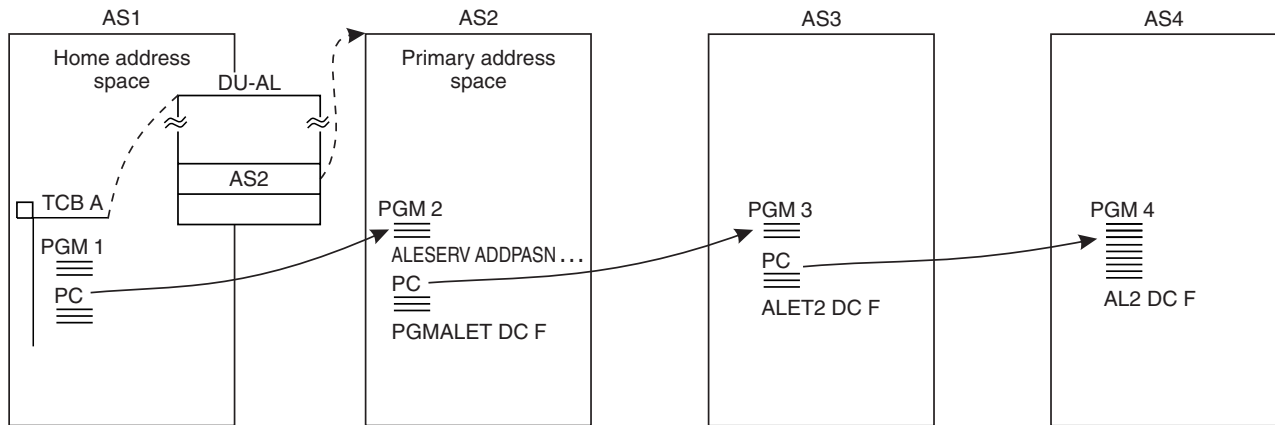 AS1
Home address
space
DU-AL
AS2
TCB A
PGM 1
PC
AS2
Primary address
space
PGM 2
ALESERV ADDPASN . . .
PC
PGMALET DC F
AS3
PGM 3
PC
ALET2 DC F
AS4
PGM 4
AL2 DC F